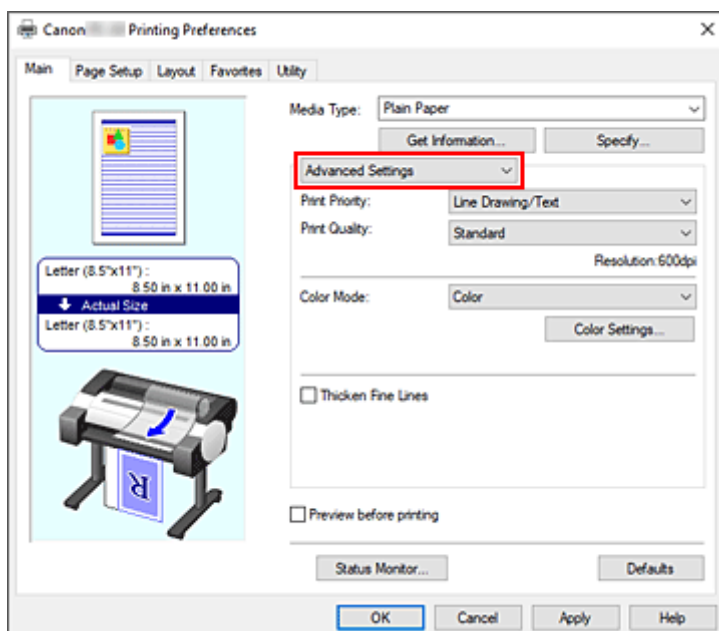 Canon Printing Preferences
Main Page Setup Layout Favorites Utility
Media Type: Plain Paper
Get Information... Specify...
Advanced Settings
Print Priority: Line Drawing/Text
Print Quality: Standard
Resolution:600dpi
Letter (8.5"x11") :
8.50 in x 11.00 in
Actual Size
Letter (8.5"x11") :
8.50 in x 11.00 in
Color Mode: Color
Color Settings...
Thicken Fine Lines
R
Preview before printing
Status Monitor... Defaults
OK Cancel Apply Help